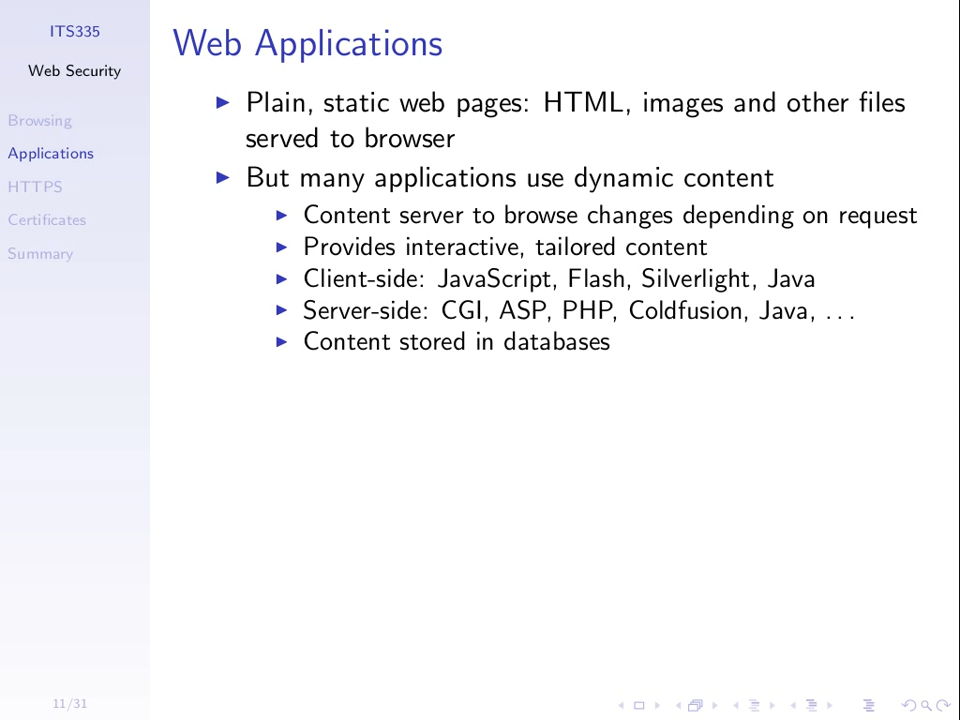 ITS335
Web Security
Browsing
Applications
HTTPS
Certificates
Summary
11/31
Web Applications
Plain, static web pages: HTML, images and other files
served to browser
But many applications use dynamic content
Content server to browse changes depending on request
Provides interactive, tailored content
Client-side: JavaScript, Flash, Silverlight, Java
Server-side: CGI, ASP, PHP, Coldfusion, Java, ...
Content stored in databases